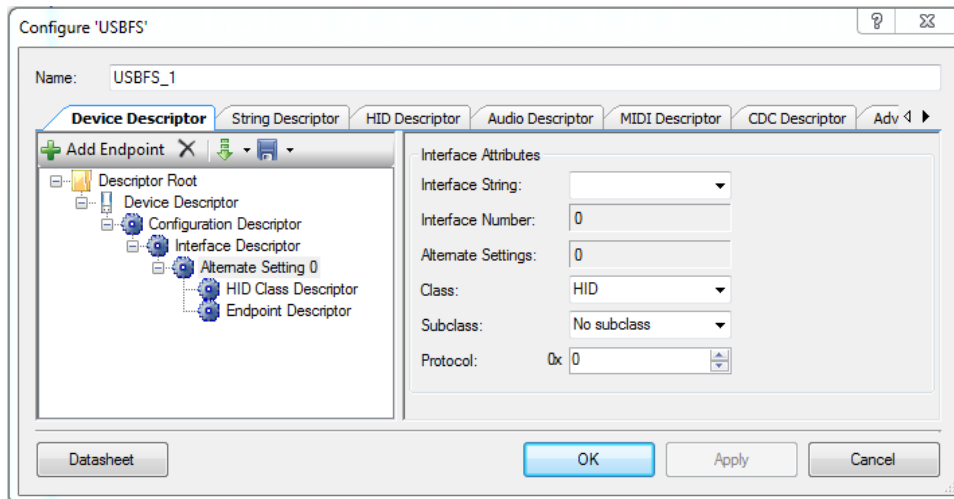 Configure 'USBFS'
Name: USBFS_1
Device Descriptor String Descriptor HID Descriptor Audio Descriptor MIDI Descriptor CDC Descriptor Adv
Add Endpoint
Descriptor Root
Device Descriptor
Configuration Descriptor
Interface Descriptor
Alternate Setting 0
HID Class Descriptor
Endpoint Descriptor
Interface Attributes
Interface String:
Interface Number: 0
Alternate Settings: 0
Class: HID
Subclass: No subclass
Protocol: 0x 0
Datasheet OK Apply Cancel